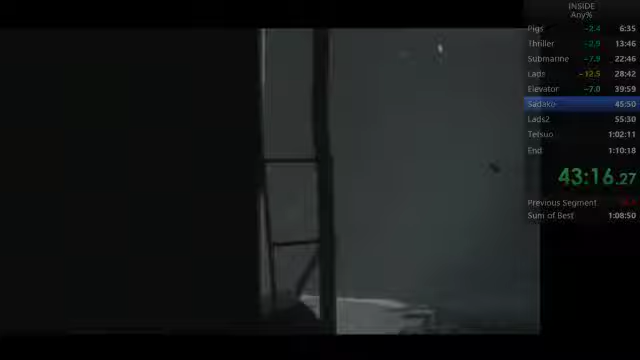 INSIDE
Any%
Pigs -2.4 6:35
Thriller -2.9 13:46
Submarine -7.9 22:46
Lads -12.5 28:42
Elevator -7.0 39:59
Sadako 45:50
Lads2 55:30
Tetsuo 1:02:11
End 1:10:18
43:16.27
Previous Segment
Sum of Best 1:08:50